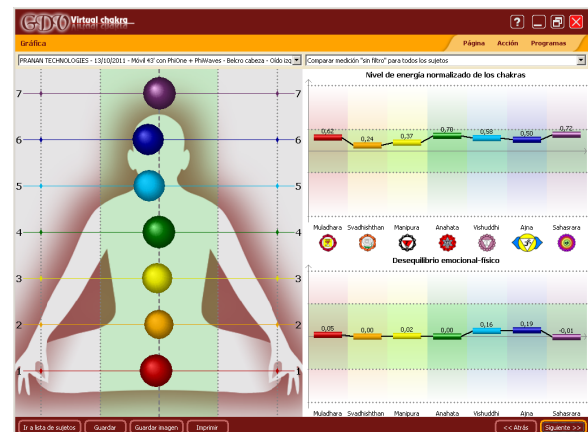 GDV Virtual chakra
Gráfica
Página Acción Programas
PRANAN TECHNOLOGIES - 13/10/2011 - Móvil 43' con PhiOne + PhiWaves - Belcro cabeza - Oído izq
Comparar medición "sin filtro" para todos los sujetos
Nivel de energía normalizado de los chakras
7 7
6 6
5 5
4 4
3 3
2 2
1 1
0,62 0,24 0,37 0,78 0,58 0,50 0,72
Muladhara Svadhishthan Manipura Anahata Vishuddhi Ajna Sahasrara
Desequilibrio emocional-físico
0,05 0,00 0,02 0,00 0,16 0,19 -0,01
Muladhara Svadhishthan Manipura Anahata Vishuddhi Ajna Sahasrara
Ir a lista de sujetos Guardar Guardar imagen Imprimir << Atrás Siguiente >>